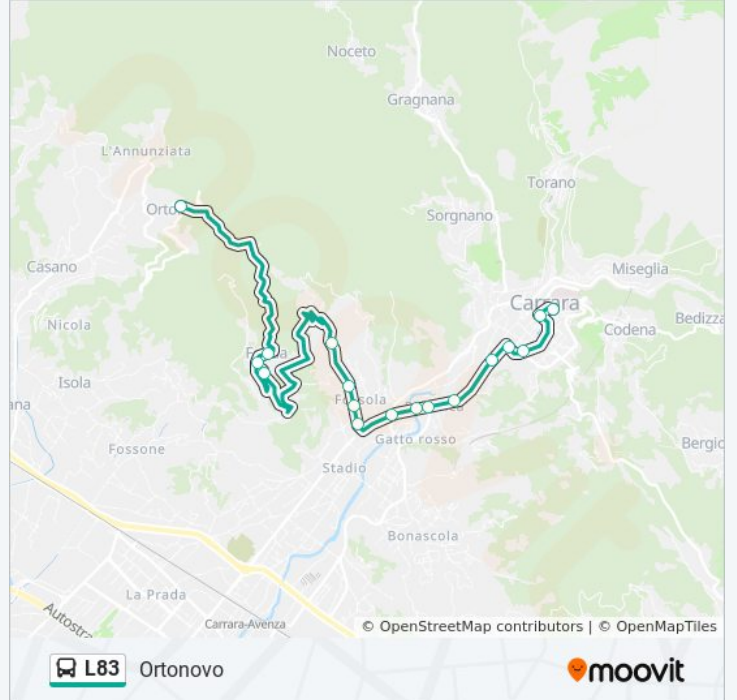 Noceto
Gragnana
L'Annunziata
Torano
Orto
Sorgnano
Casano
Miseglia
Carrara
Bedizza
Nicola
Codena
Isola
ana
Gatto rosso
Bergio
Fossone
Stadio
Bonascola
La Prada
Autostra
Carrara-Avenza
© OpenStreetMap contributors | © OpenMapTiles
L83 Ortonovo
moovit